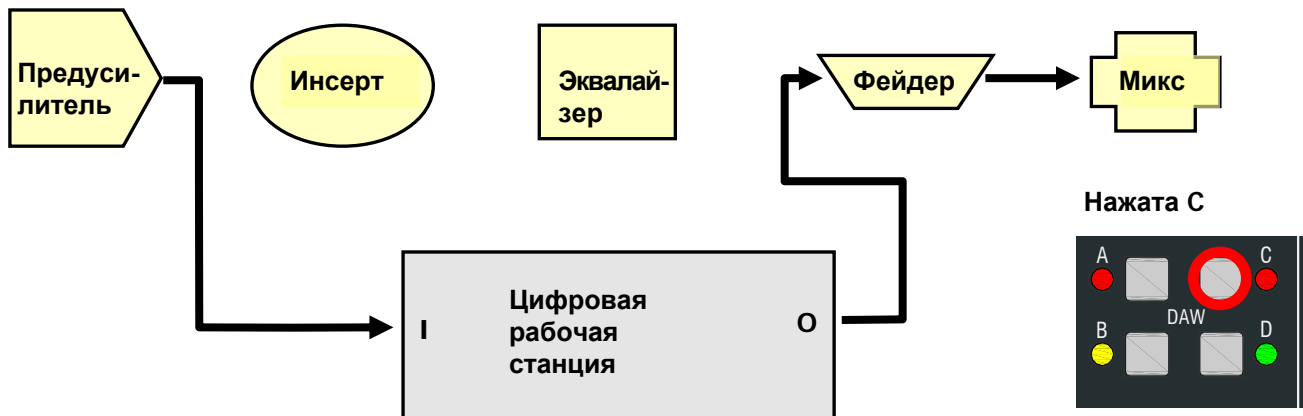 Предуси-
литель
Инсерт
Эквалай-
зер
Фейдер
Микс
Нажата C
I
Цифровая
рабочая
станция
O
A
C
DAW
B
D